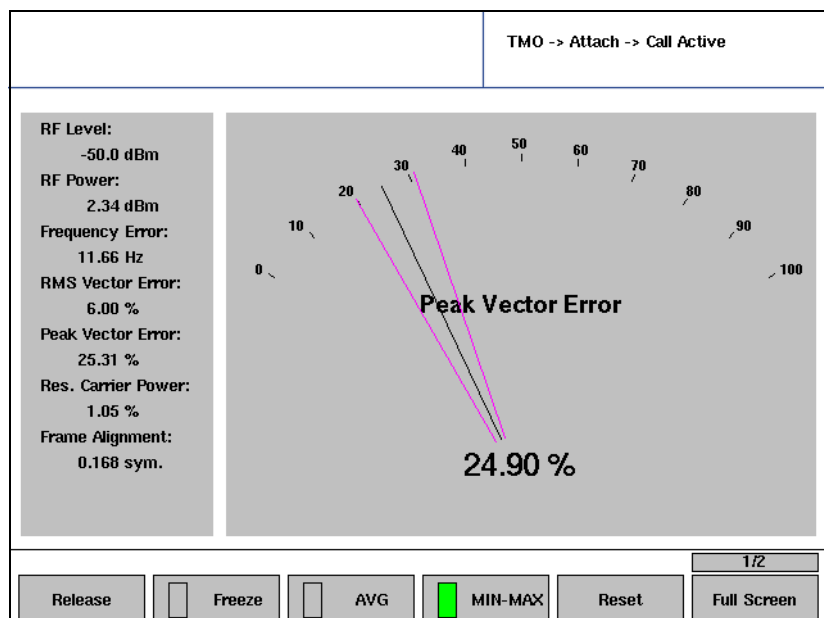 TMO -> Attach -> Call Active
RF Level:
-50.0 dBm
RF Power:
2.34 dBm
Frequency Error:
11.66 Hz
RMS Vector Error:
6.00 %
Peak Vector Error:
25.31 %
Res. Carrier Power:
1.05 %
Frame Alignment:
0.168 sym.
0
10
20
30
40
50
60
70
80
90
100
Peak Vector Error
24.90 %
1/2
Release
Freeze
AVG
MIN-MAX
Reset
Full Screen